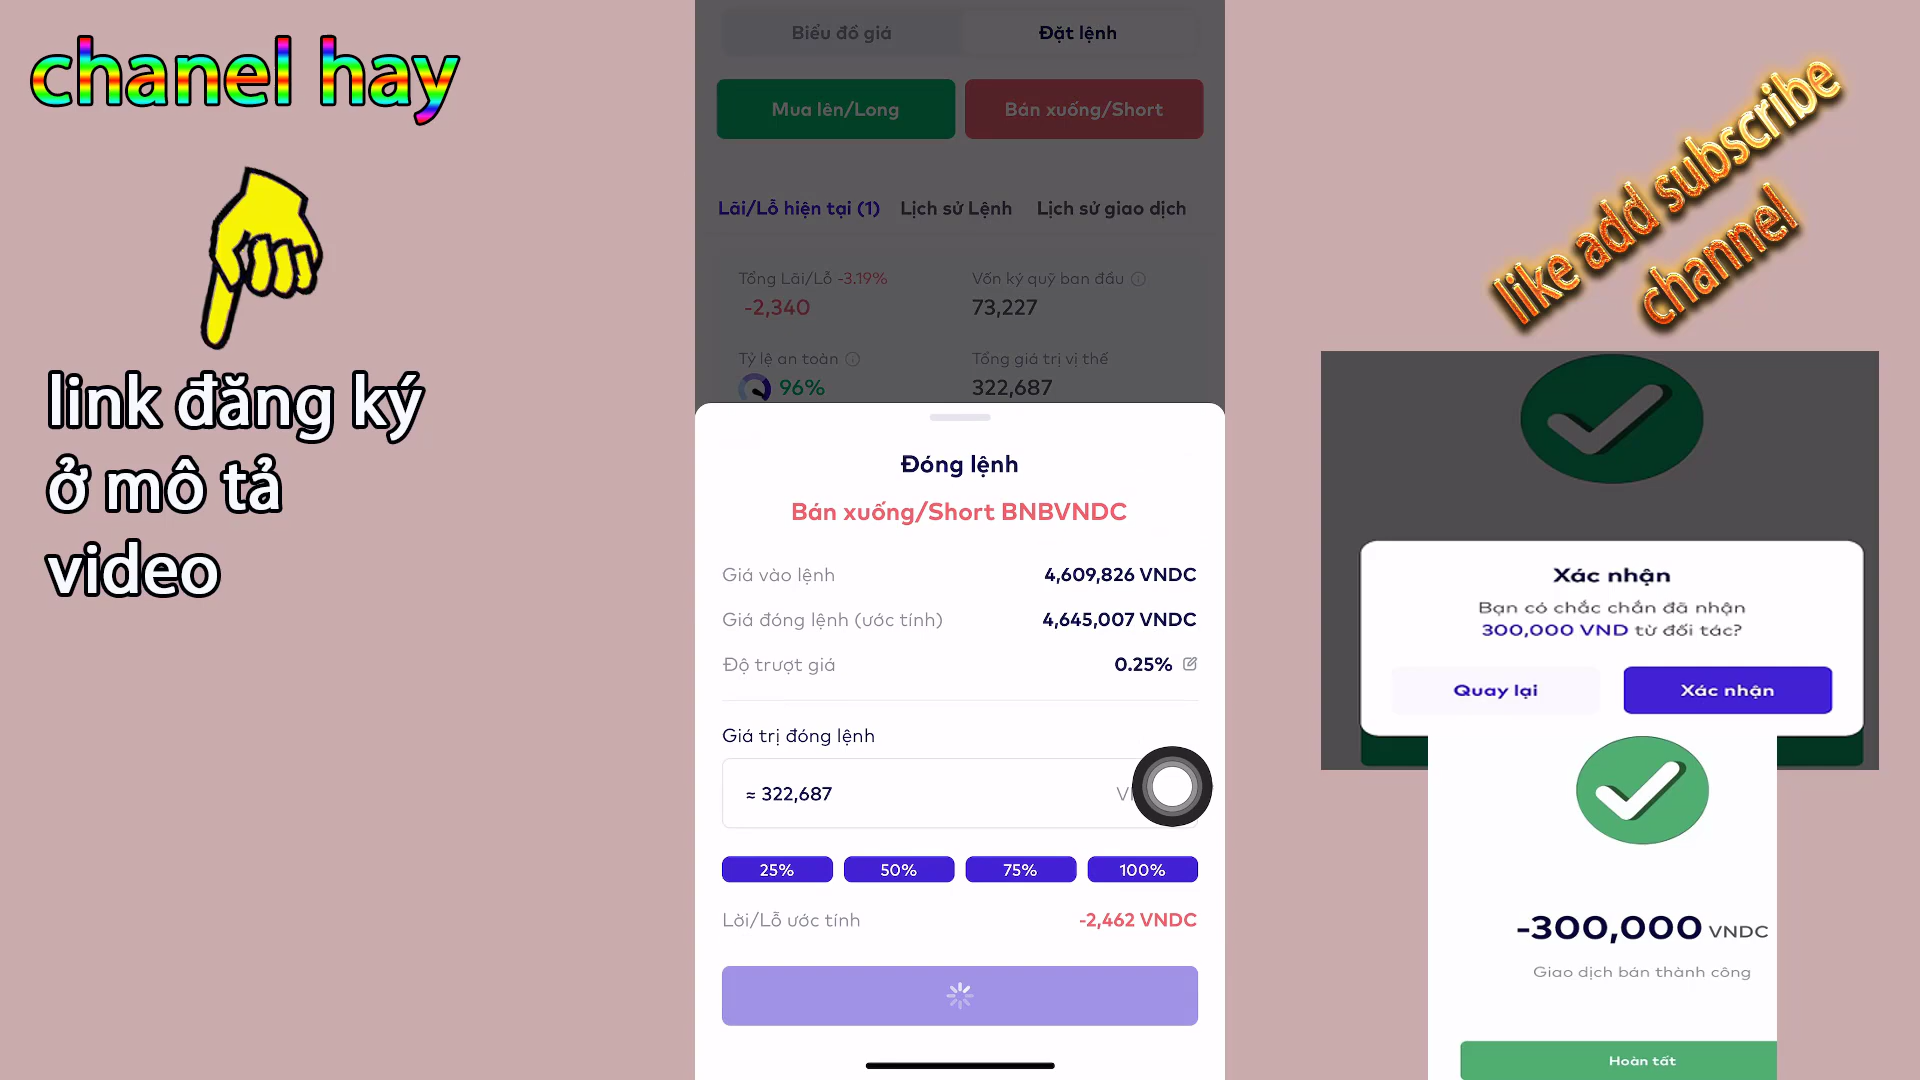 chanel hay
link đăng ký
ở mô tả
video
Biểu đồ giá
Đặt lệnh
Mua lên/Long
Bán xuống/Short
Lãi/Lỗ hiện tại (1)
Lịch sử Lệnh
Lịch sử giao dịch
Tổng Lãi/Lỗ -3.19%
Vốn ký quỹ ban đầu
-2,340
73,227
Tỷ lệ an toàn
Tổng giá trị vị thế
96%
322,687
Đóng lệnh
Bán xuống/Short BNBVNDC
Giá vào lệnh
4,609,826 VNDC
Giá đóng lệnh (ước tính)
4,645,007 VNDC
Độ trượt giá
0.25%
Giá trị đóng lệnh
≈ 322,687
25%
50%
75%
100%
Lời/Lỗ ước tính
-2,462 VNDC
like add subscribe
channel
Xác nhận
Bạn có chắc chắn đã nhận
300,000 VND từ đối tác?
Quay lại
Xác nhận
-300,000 VNDC
Giao dịch bán thành công
Hoàn tất